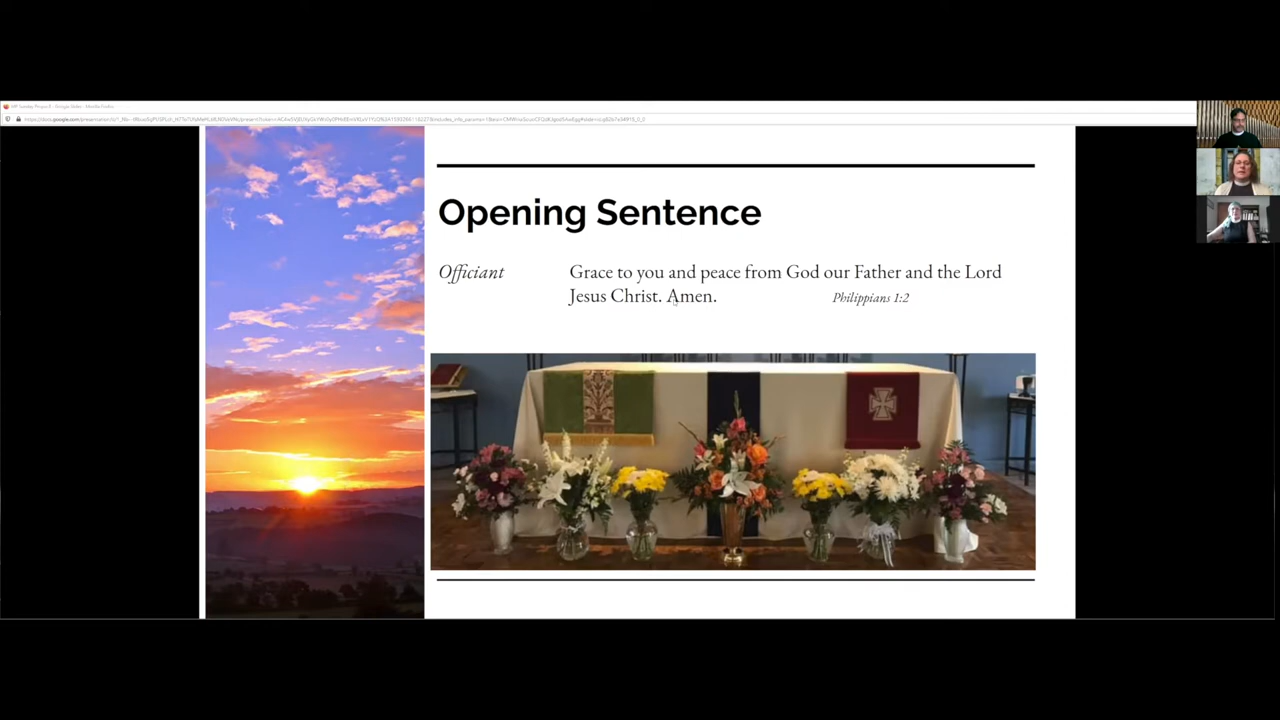 Opening Sentence
Officiant
Grace to you and peace from God our Father and the Lord
Jesus Christ. Amen.
Philippians 1:2